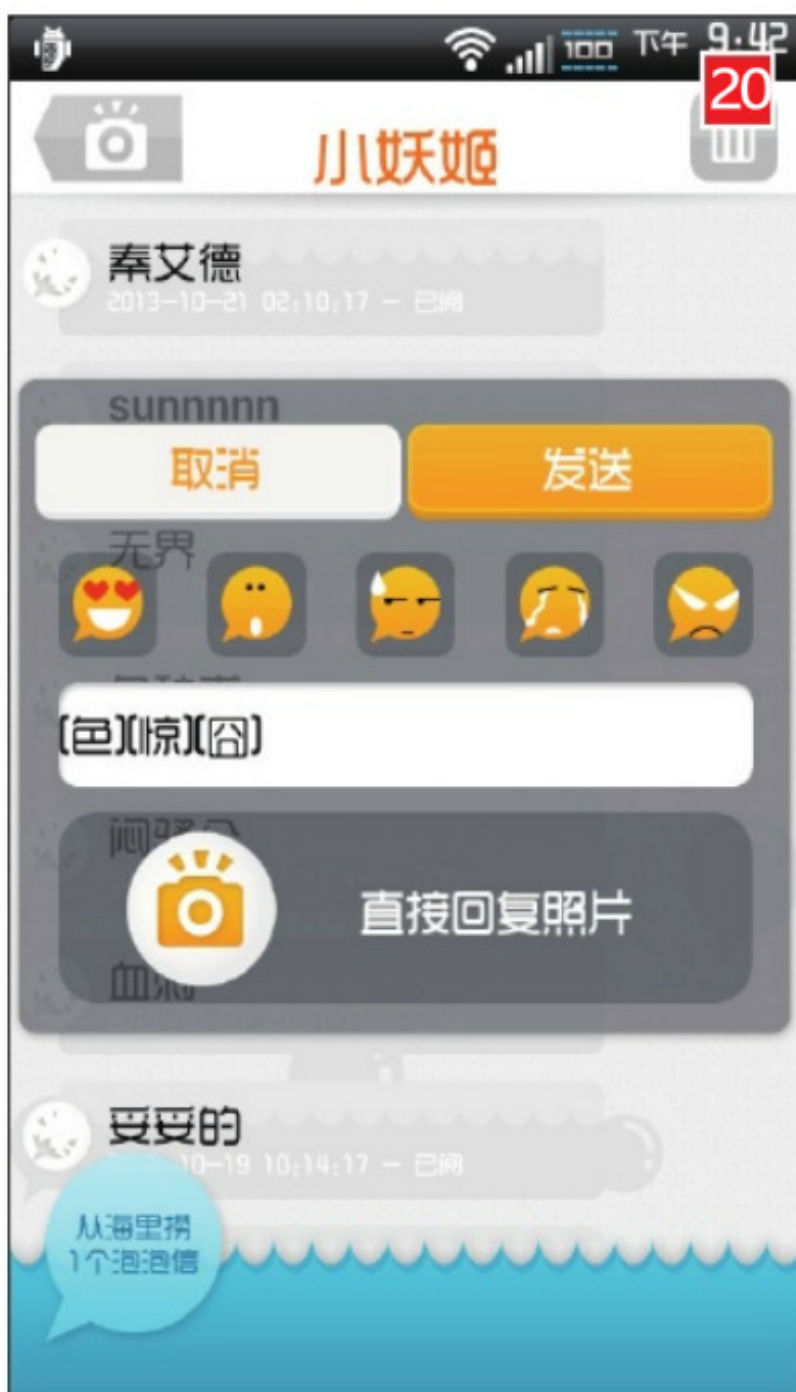 100 下午 9:42
20
小妖姬
秦艾德
2013-10-21 02:10:17 - 已阅
sunnnnn
取消
发送
无界
(色)(惊)(囧)
直接回复照片
妥妥的
10-19 10:14:17 - 已阅
从海里捞
1个泡泡信